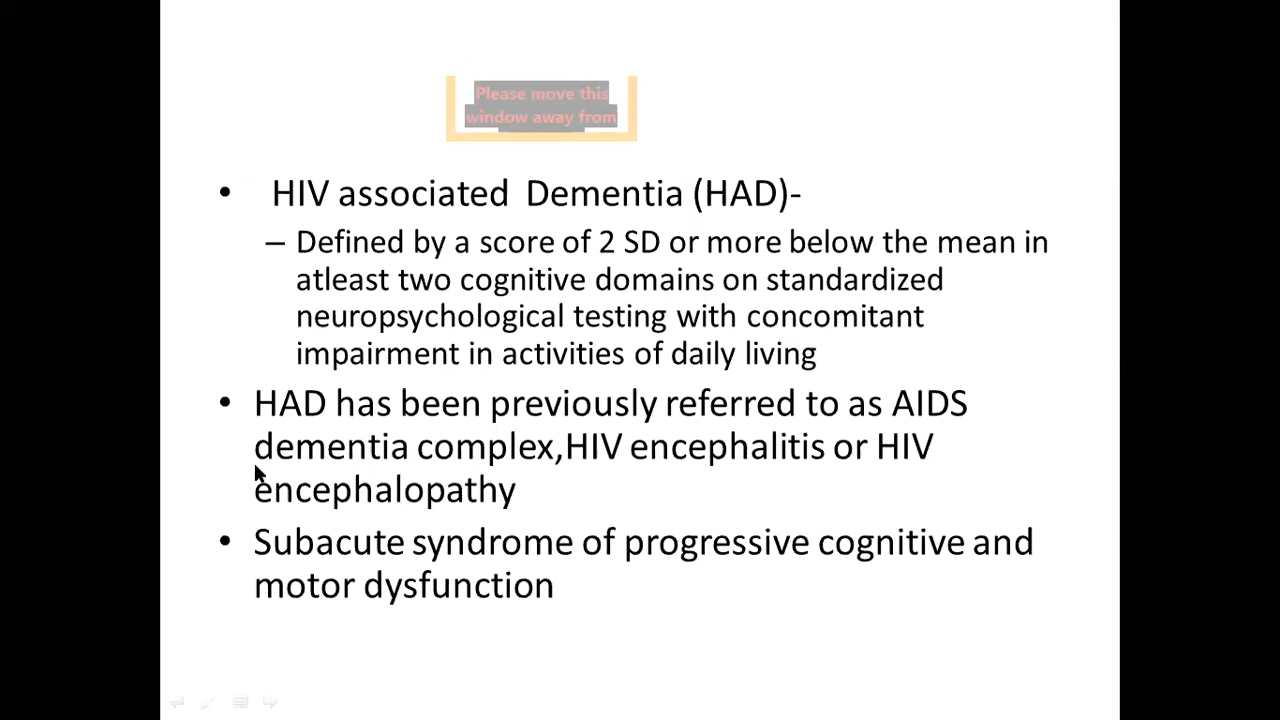 Please move this
window away from
• HIV associated Dementia (HAD)-
– Defined by a score of 2 SD or more below the mean in
atleast two cognitive domains on standardized
neuropsychological testing with concomitant
impairment in activities of daily living
• HAD has been previously referred to as AIDS
dementia complex,HIV encephalitis or HIV
encephalopathy
• Subacute syndrome of progressive cognitive and
motor dysfunction